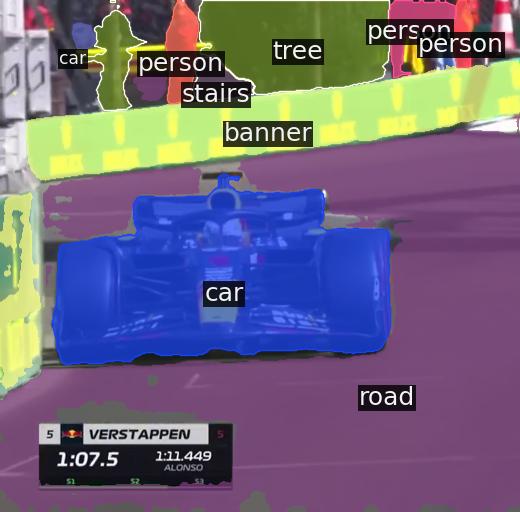 car
person
tree
person
person
stairs
banner
car
road
5 VERSTAPPEN 5
1:07.5 1:11.449
ALONSO
S1 S2 S3